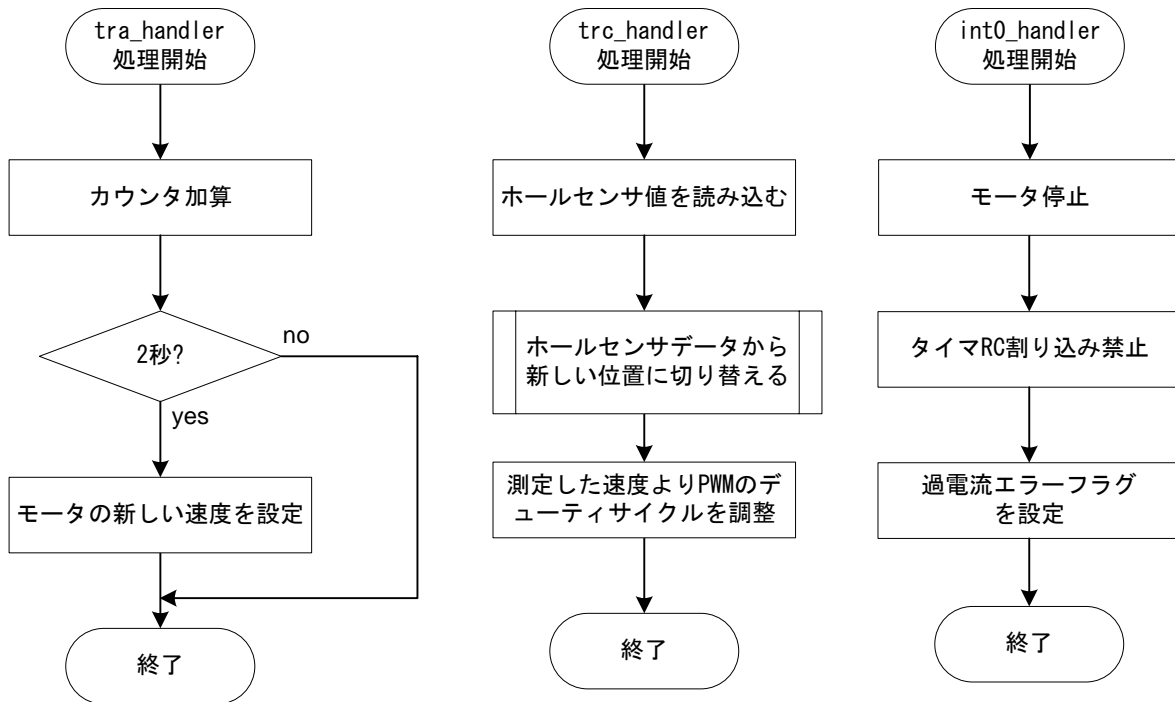 tra_handler
処理開始
カウンタ加算
2秒?
no
yes
モータの新しい速度を設定
終了
trc_handler
処理開始
ホールセンサ値を読み込む
ホールセンサデータから
新しい位置に切り替える
測定した速度よりPWMのデ
ューティサイクルを調整
終了
int0_handler
処理開始
モータ停止
タイマRC割り込み禁止
過電流エラーフラグ
を設定
終了